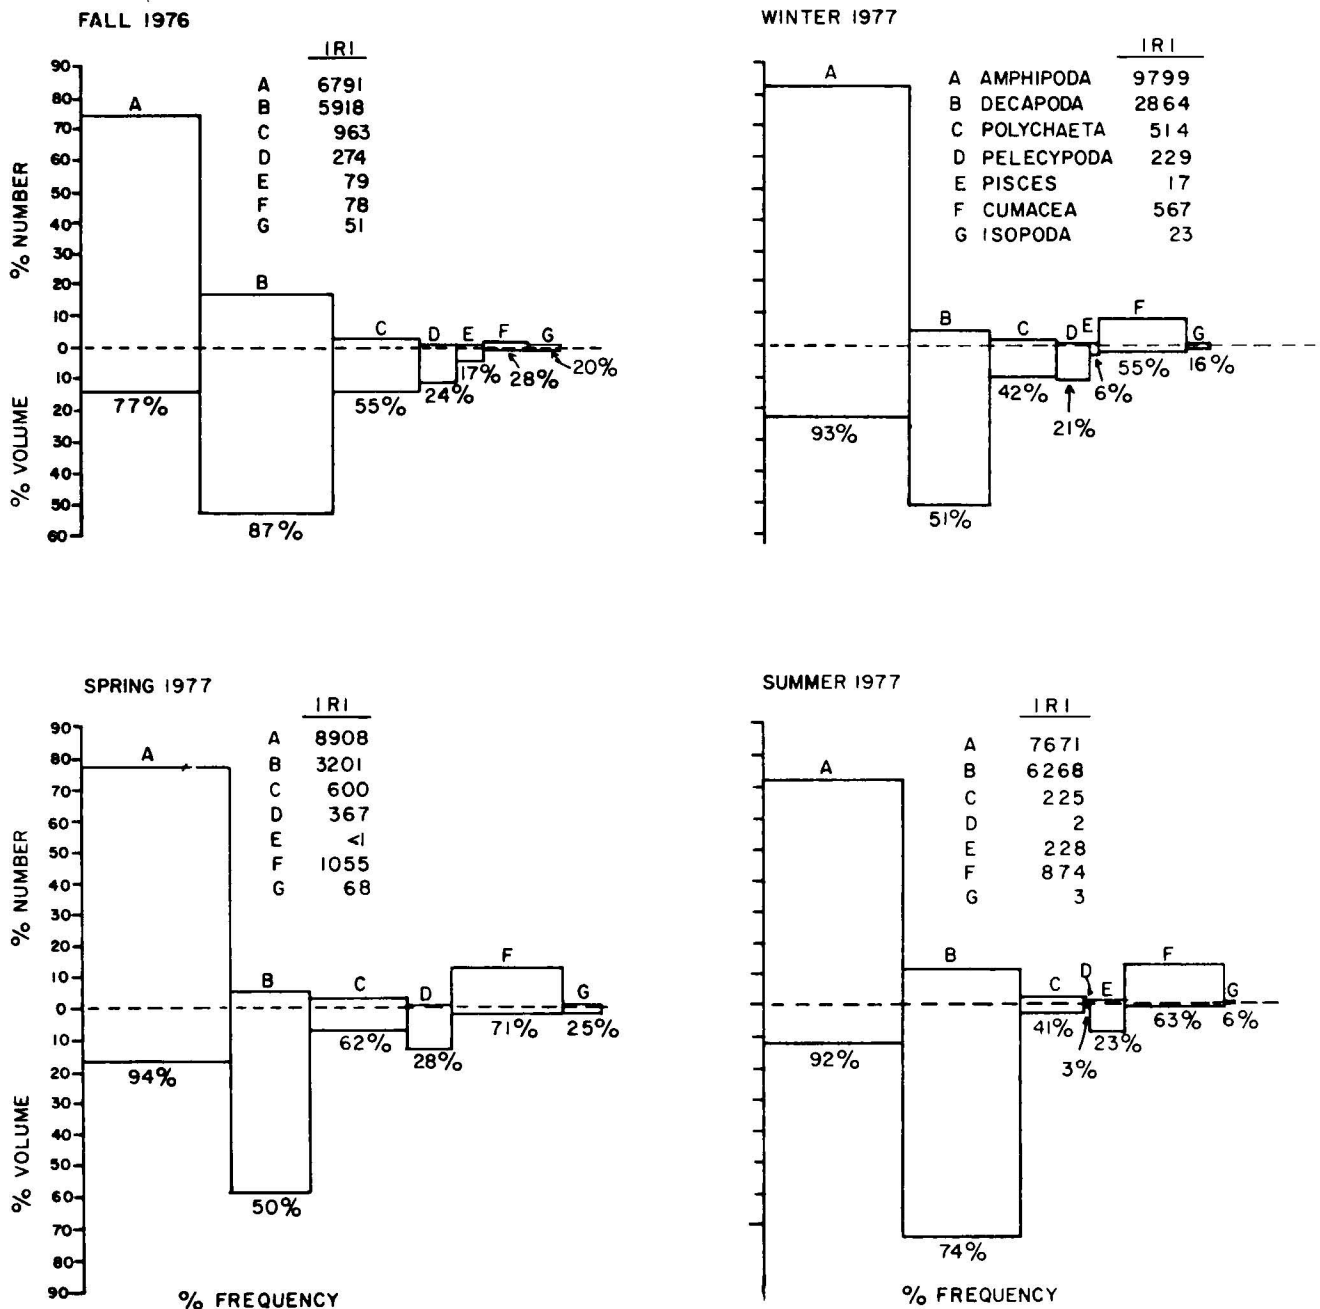 FALL 1976
IRI
A 6791
B 5918
C 963
D 274
E 79
F 78
G 51
90
80
70
60
50
40
30
20
10
0
10
20
30
40
50
60
% NUMBER
% VOLUME
A
B
C
D
E
F
G
77%
87%
55%
24%
17%
28%
20%
WINTER 1977
IRI
A AMPHIPODA 9799
B DECAPODA 2864
C POLYCHAETA 514
D PELECYPODA 229
E PISCES 17
F CUMACEA 567
G ISOPODA 23
A
B
C
D
E
F
G
93%
51%
42%
21%
6%
55%
16%
SPRING 1977
IRI
A 8908
B 3201
C 600
D 367
E <1
F 1055
G 68
90
80
70
60
50
40
30
20
10
0
10
20
30
40
50
60
70
80
90
% NUMBER
% VOLUME
A
B
C
D
F
G
94%
50%
62%
28%
71%
25%
% FREQUENCY
SUMMER 1977
IRI
A 7671
B 6268
C 225
D 2
E 228
F 874
G 3
A
B
C
D
E
F
G
92%
74%
41%
3%
23%
63%
6%
% FREQUENCY